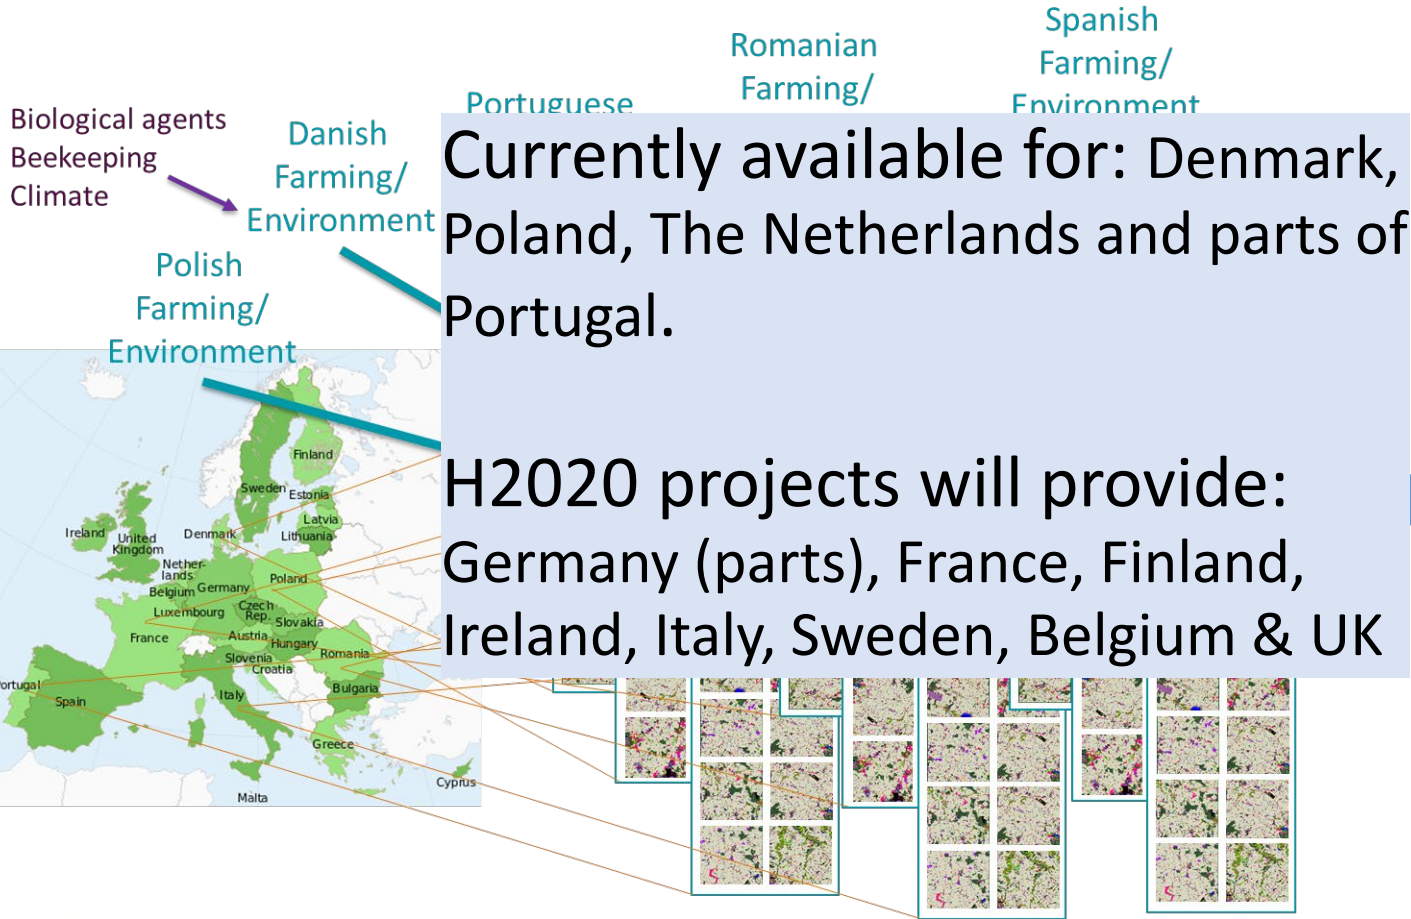 Spanish
Farming/
Environment
Romanian
Farming/
Portuguese
Biological agents
Beekeeping
Climate
Danish
Farming/
Environment
Polish
Farming/
Environment
Currently available for: Denmark,
Poland, The Netherlands and parts of
Portugal.
H2020 projects will provide:
Germany (parts), France, Finland,
Ireland, Italy, Sweden, Belgium & UK
Finland
Sweden
Estonia
Latvia
Lithuania
Ireland
United
Kingdom
Denmark
Nether-
lands
Belgium
Germany
Poland
Luxembourg
Czech
Rep.
Slovakia
France
Austria
Hungary
Slovenia
Romania
Croatia
Italy
Bulgaria
ortugal
Spain
Greece
Cyprus
Malta